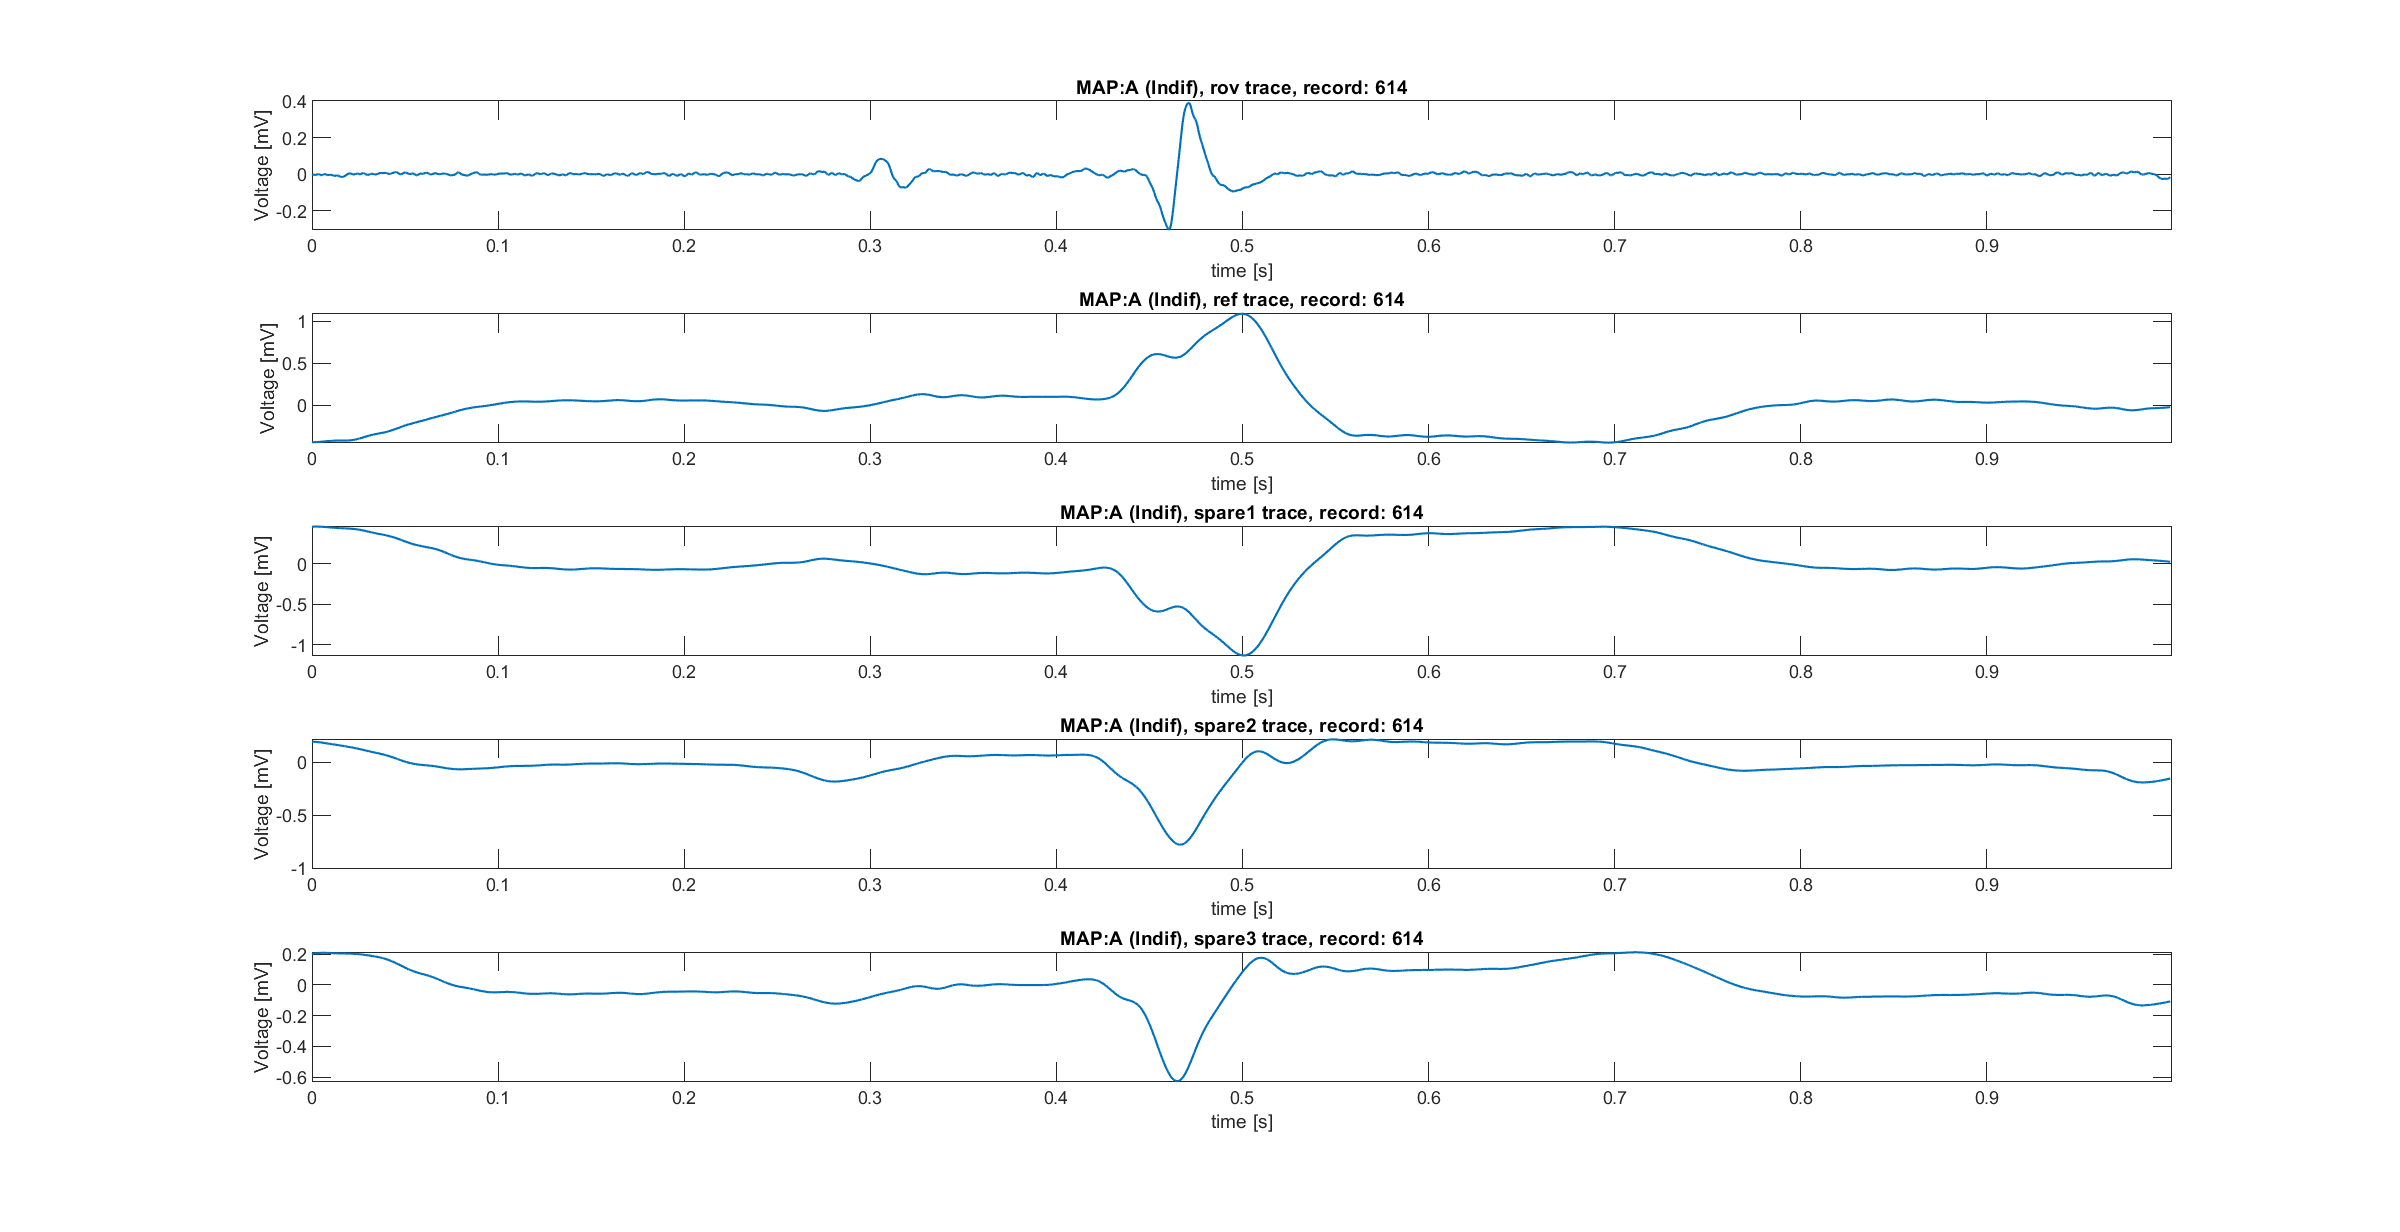 MAP:A (Indif), rov trace, record: 614
Voltage [mV]
0.4
0.2
0
-0.2
0 0.1 0.2 0.3 0.4 0.5 0.6 0.7 0.8 0.9
time [s]
MAP:A (Indif), ref trace, record: 614
Voltage [mV]
1
0.5
0
0 0.1 0.2 0.3 0.4 0.5 0.6 0.7 0.8 0.9
time [s]
MAP:A (Indif), spare1 trace, record: 614
Voltage [mV]
0
-0.5
-1
0 0.1 0.2 0.3 0.4 0.5 0.6 0.7 0.8 0.9
time [s]
MAP:A (Indif), spare2 trace, record: 614
Voltage [mV]
0
-0.5
-1
0 0.1 0.2 0.3 0.4 0.5 0.6 0.7 0.8 0.9
time [s]
MAP:A (Indif), spare3 trace, record: 614
Voltage [mV]
0.2
0
-0.2
-0.4
-0.6
0 0.1 0.2 0.3 0.4 0.5 0.6 0.7 0.8 0.9
time [s]